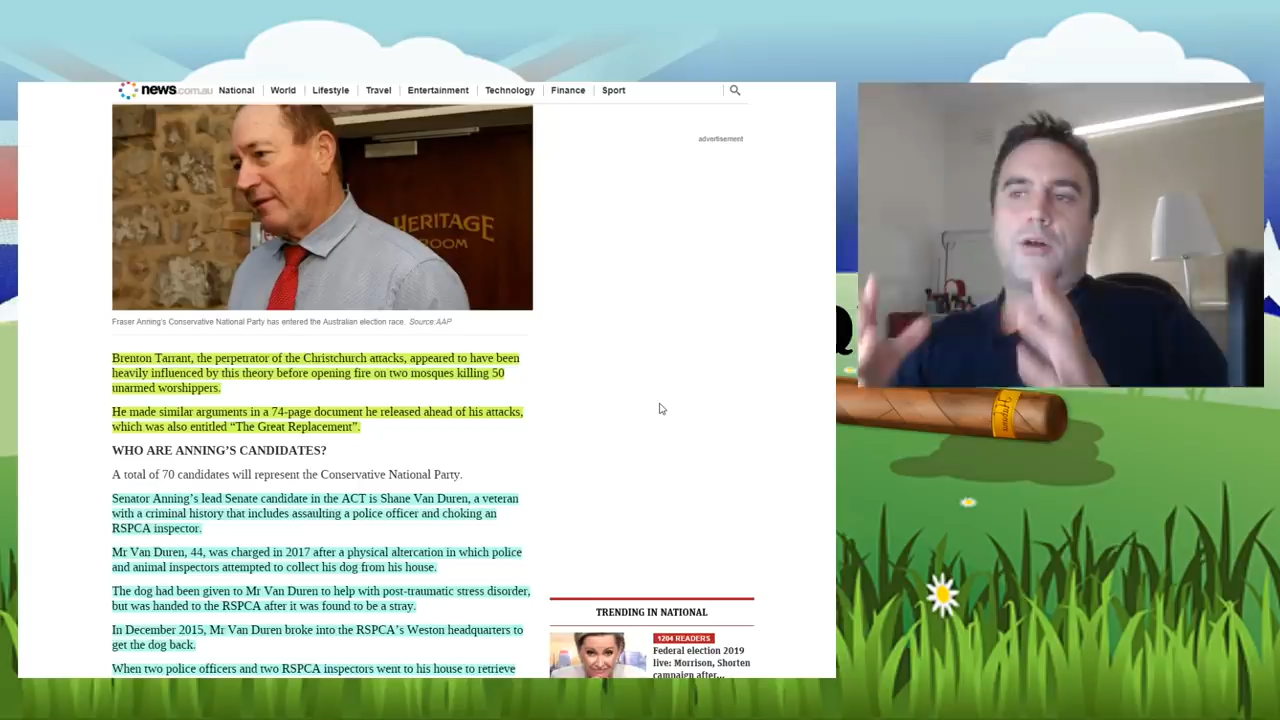 news.com.au National World Lifestyle Travel Entertainment Technology Finance Sport
advertisement
HERITAGE
ROOM
Fraser Anning's Conservative National Party has entered the Australian election race. Source:AAP
Brenton Tarrant, the perpetrator of the Christchurch attacks, appeared to have been
heavily influenced by this theory before opening fire on two mosques killing 50
unarmed worshippers.
He made similar arguments in a 74-page document he released ahead of his attacks,
which was also entitled “The Great Replacement”.
WHO ARE ANNING’S CANDIDATES?
A total of 70 candidates will represent the Conservative National Party.
Senator Anning’s lead Senate candidate in the ACT is Shane Van Duren, a veteran
with a criminal history that includes assaulting a police officer and choking an
RSPCA inspector.
Mr Van Duren, 44, was charged in 2017 after a physical altercation in which police
and animal inspectors attempted to collect his dog from his house.
The dog had been given to Mr Van Duren to help with post-traumatic stress disorder,
but was handed to the RSPCA after it was found to be a stray.
In December 2015, Mr Van Duren broke into the RSPCA’s Weston headquarters to
get the dog back.
When two police officers and two RSPCA inspectors went to his house to retrieve
TRENDING IN NATIONAL
1204 READERS
Federal election 2019
live: Morrison, Shorten
campaign after...